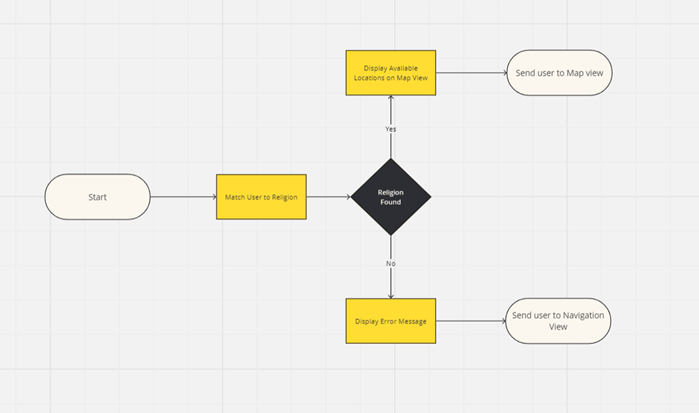 Display Available
Locations on Map View
Send user to Map view
Yes
Start
Match User to Religion
Religion
Found
No
Display Error Message
Send user to Navigation
View